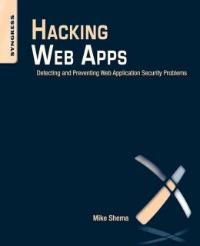 SYNGRESS
HACKING
WEB APPS
Detecting and Preventing Web Application Security Problems
Mike Shema